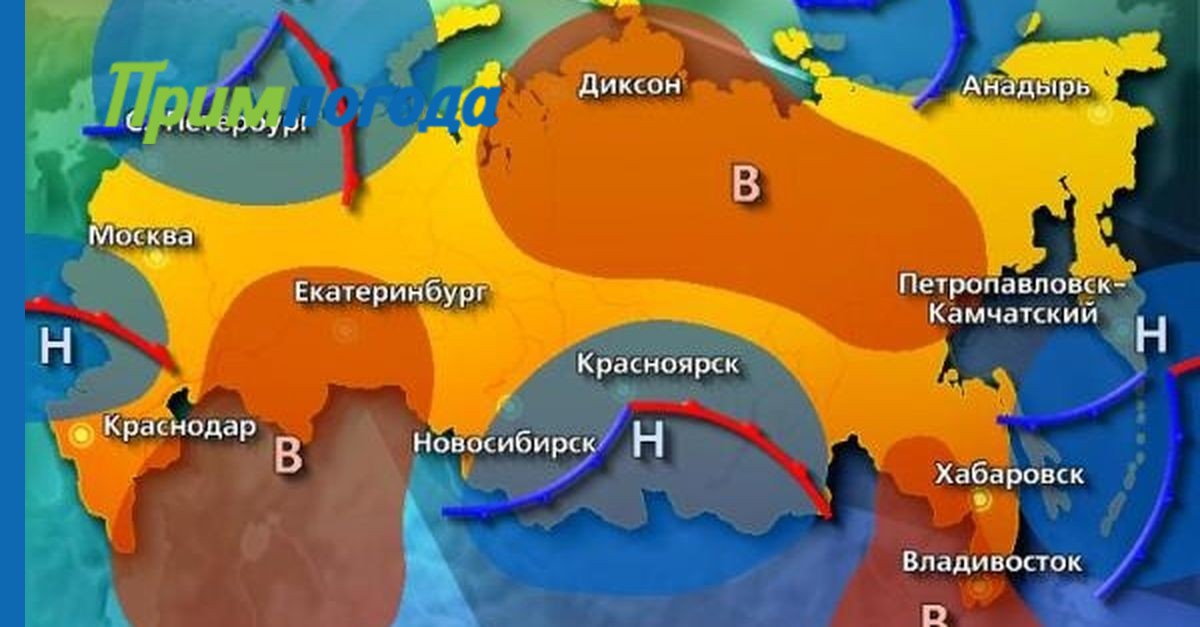 Примпогода
С.-Петербург
Диксон
Анадырь
В
Москва
Екатеринбург
Петропавловск-
Камчатский
Н
Н
Красноярск
Краснодар
В
Новосибирск
Н
Хабаровск
Владивосток
В